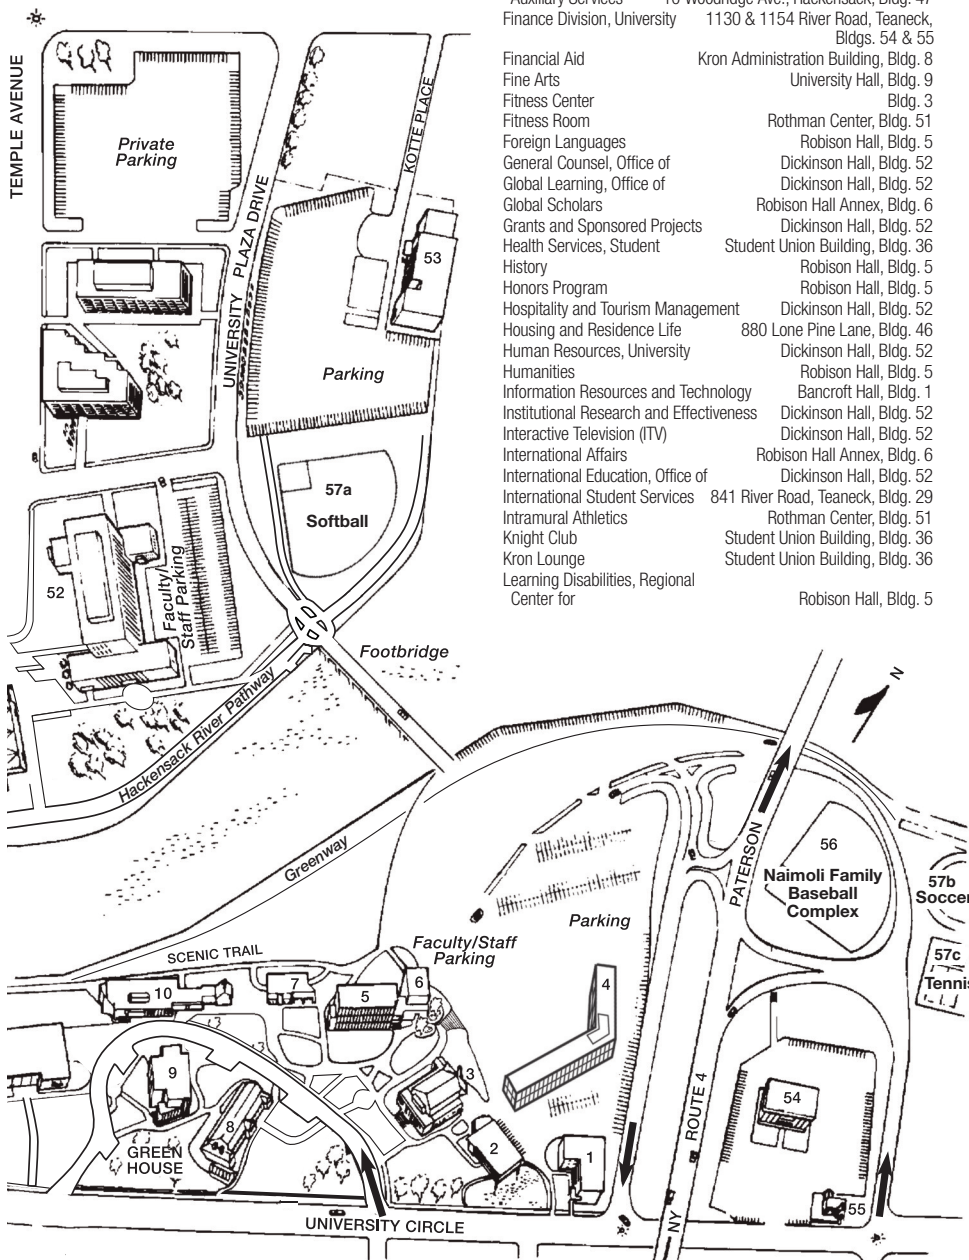 Auxiliary Services 10 Woodridge Ave., Hackensack, Bldg. 47
Finance Division, University 1130 & 1154 River Road, Teaneck,
Bldgs. 54 & 55
Financial Aid Kron Administration Building, Bldg. 8
Fine Arts University Hall, Bldg. 9
Fitness Center Bldg. 3
Fitness Room Rothman Center, Bldg. 51
Foreign Languages Robison Hall, Bldg. 5
General Counsel, Office of Dickinson Hall, Bldg. 52
Global Learning, Office of Dickinson Hall, Bldg. 52
Global Scholars Robison Hall Annex, Bldg. 6
Grants and Sponsored Projects Dickinson Hall, Bldg. 52
Health Services, Student Student Union Building, Bldg. 36
History Robison Hall, Bldg. 5
Honors Program Robison Hall, Bldg. 5
Hospitality and Tourism Management Dickinson Hall, Bldg. 52
Housing and Residence Life 880 Lone Pine Lane, Bldg. 46
Human Resources, University Dickinson Hall, Bldg. 52
Humanities Robison Hall, Bldg. 5
Information Resources and Technology Bancroft Hall, Bldg. 1
Institutional Research and Effectiveness Dickinson Hall, Bldg. 52
Interactive Television (ITV) Dickinson Hall, Bldg. 52
International Affairs Robison Hall Annex, Bldg. 6
International Education, Office of Dickinson Hall, Bldg. 52
International Student Services 841 River Road, Teaneck, Bldg. 29
Intramural Athletics Rothman Center, Bldg. 51
Knight Club Student Union Building, Bldg. 36
Kron Lounge Student Union Building, Bldg. 36
Learning Disabilities, Regional
Center for Robison Hall, Bldg. 5
TEMPLE AVENUE
Private
Parking
KOTTE PLACE
UNIVERSITY PLAZA DRIVE
53
Parking
57a
Softball
52
Faculty/
Staff Parking
Footbridge
Hackensack River Pathway
N
Greenway
PATERSON
56
Naimoli Family
Baseball
Complex
57b
Soccer
57c
Tennis
Parking
Faculty/Staff
Parking
SCENIC TRAIL
10
7
5
6
4
9
8
3
2
1
GREEN
HOUSE
ROUTE 4
54
55
NY
UNIVERSITY CIRCLE